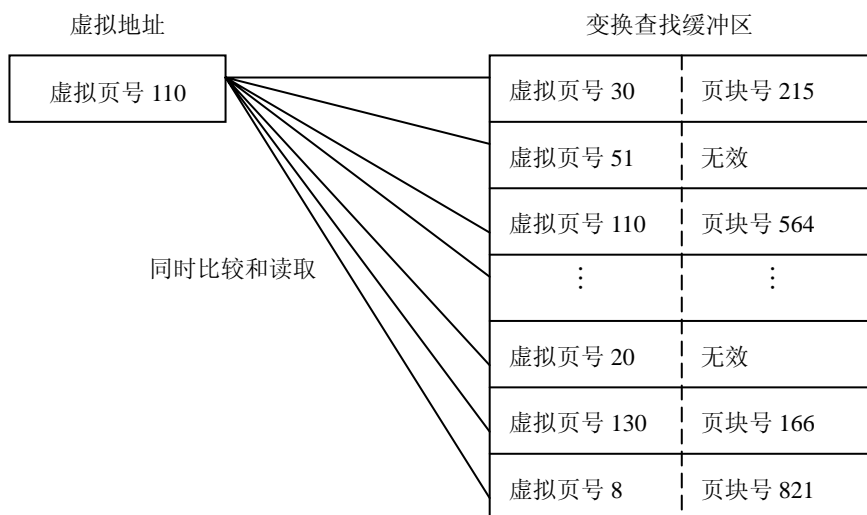 虚拟地址
变换查找缓冲区
虚拟页号 110
虚拟页号 30 页块号 215
虚拟页号 51 无效
虚拟页号 110 页块号 564
同时比较和读取
⋮ ⋮
虚拟页号 20 无效
虚拟页号 130 页块号 166
虚拟页号 8 页块号 821